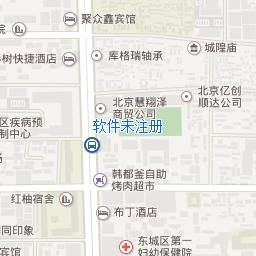 聚众鑫宾馆
城隍庙
库格瑞轴承
树快捷酒店
北京亿创
顺达公司
北京慧翔泽
商贸公司
区疾病预
制中心
软件未注册
场
韩都釜自助
烤肉超市
红柚宿舍
布丁酒店
同印象
宾馆
东城区第一
妇幼保健院